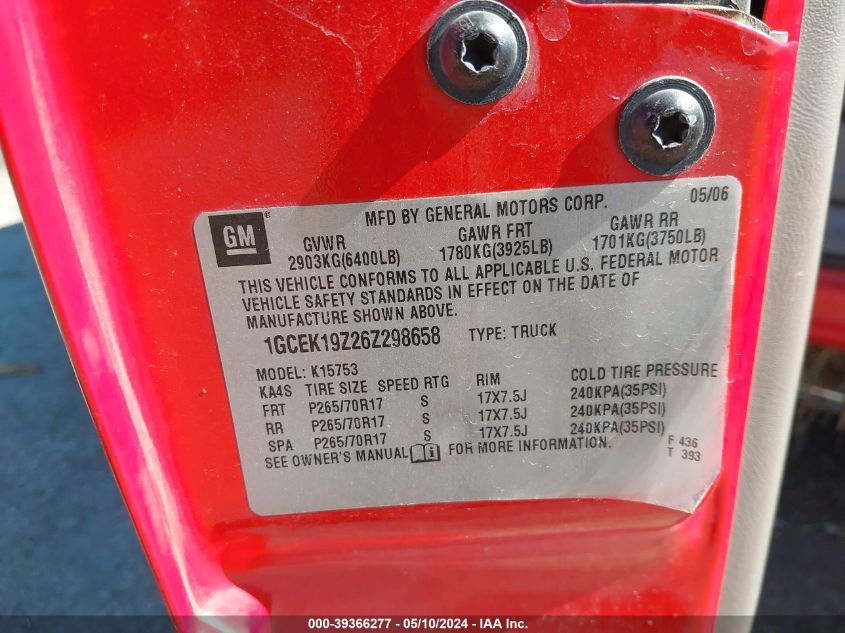 MFD BY GENERAL MOTORS CORP. 05/06
GM®
GVWR GAWR FRT GAWR RR
2903KG(6400LB) 1780KG(3925LB) 1701KG(3750LB)
THIS VEHICLE CONFORMS TO ALL APPLICABLE U.S. FEDERAL MOTOR
VEHICLE SAFETY STANDARDS IN EFFECT ON THE DATE OF
MANUFACTURE SHOWN ABOVE.
1GCEK19Z26Z298658 TYPE: TRUCK
MODEL: K15753
KA4S TIRE SIZE SPEED RTG RIM COLD TIRE PRESSURE
FRT P265/70R17 S 17X7.5J 240KPA(35PSI)
RR P265/70R17 S 17X7.5J 240KPA(35PSI)
SPA P265/70R17 S 17X7.5J 240KPA(35PSI)
SEE OWNER'S MANUAL i FOR MORE INFORMATION. F 436
T 393
000-39366277 - 05/10/2024 - IAA Inc.